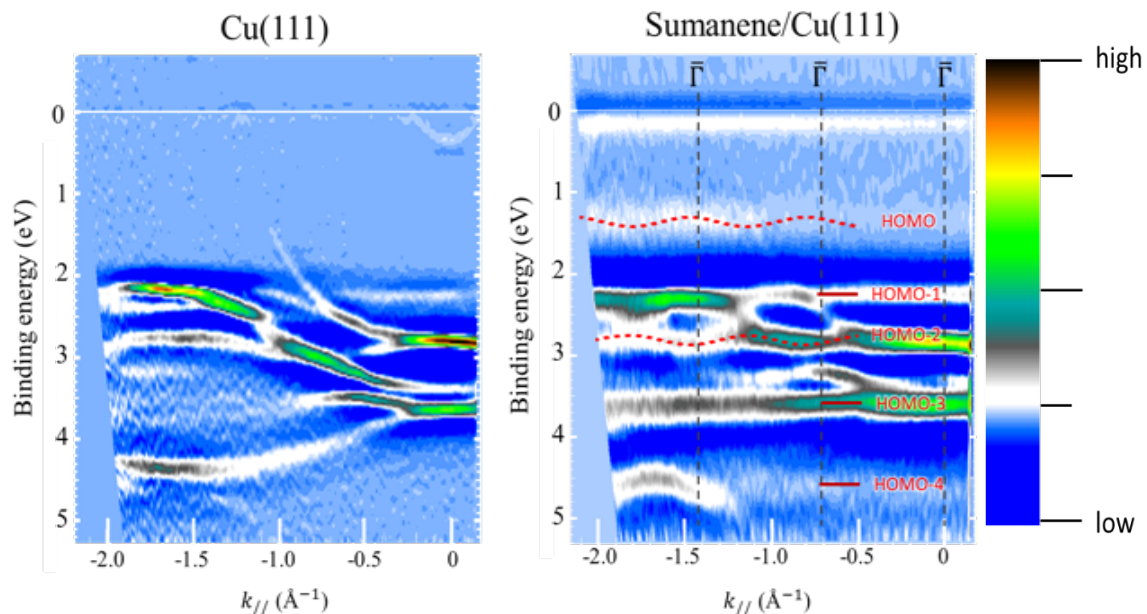 Cu(111)
Sumanene/Cu(111)
high
low
Γ̅ Γ̅ Γ̅
0
1
2
3
4
5
Binding energy (eV)
-2.0 -1.5 -1.0 -0.5 0
k// (Å⁻¹)
0
1
2
3
4
5
Binding energy (eV)
HOMO
HOMO-1
HOMO-2
HOMO-3
HOMO-4
-2.0 -1.5 -1.0 -0.5 0
k// (Å⁻¹)